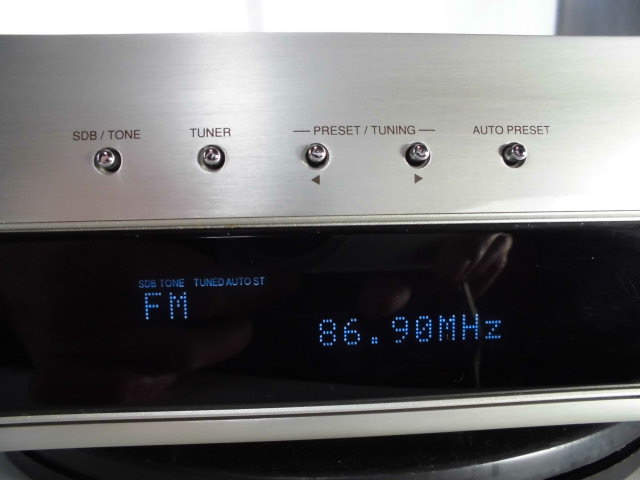 SDB / TONE TUNER PRESET / TUNING AUTO PRESET
SDB TONE TUNED AUTO ST
FM
86.90MHz